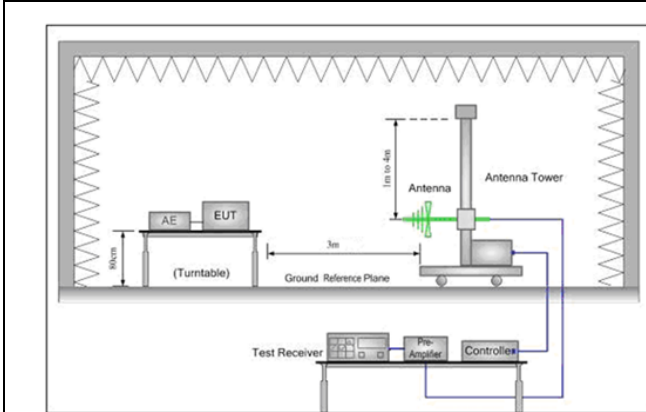 1m to 4m
Antenna
Antenna Tower
AE
EUT
80cm
3m
(Turntable)
Ground Reference Plane
Test Receiver
Pre-
Amplifier
Controller